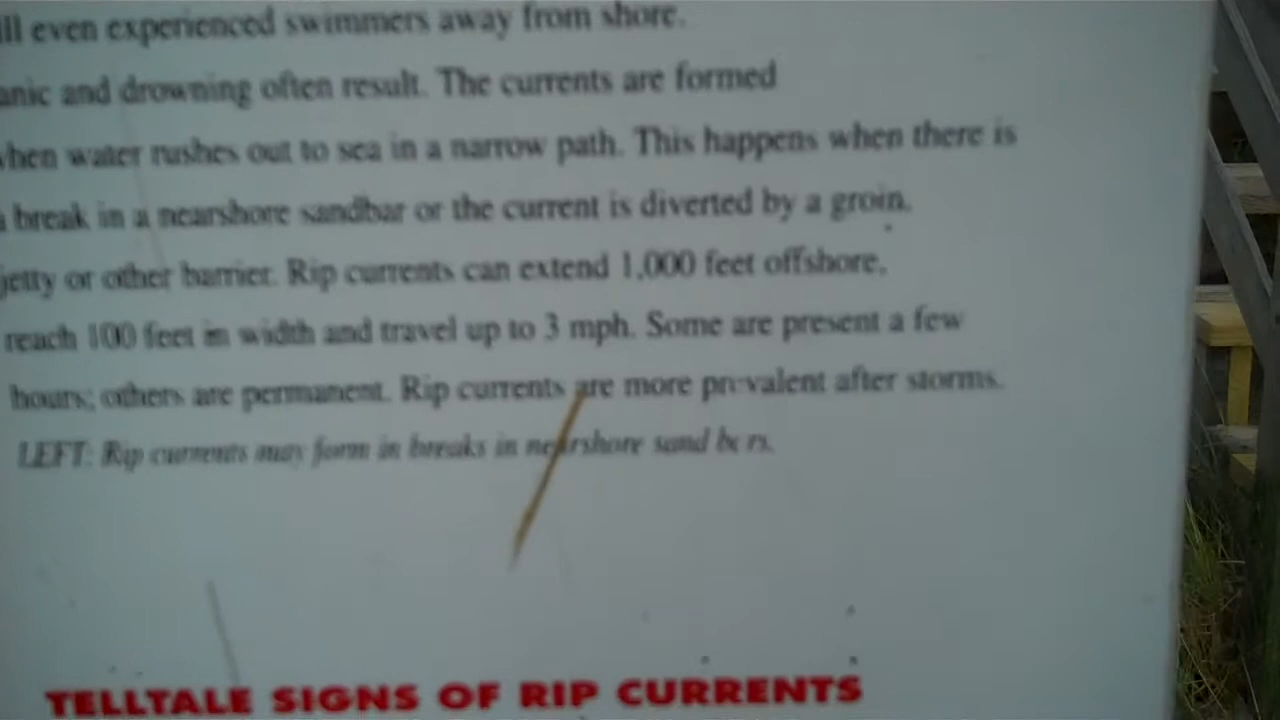 ll even experienced swimmers away from shore.
anic and drowning often result. The currents are formed
when water rushes out to sea in a narrow path. This happens when there is
a break in a nearshore sandbar or the current is diverted by a groin,
jetty or other barrier. Rip currents can extend 1,000 feet offshore,
reach 100 feet in width and travel up to 3 mph. Some are present a few
hours; others are permanent. Rip currents are more prevalent after storms.
LEFT: Rip currents may form in breaks in nearshore sand bars.
TELLTALE SIGNS OF RIP CURRENTS